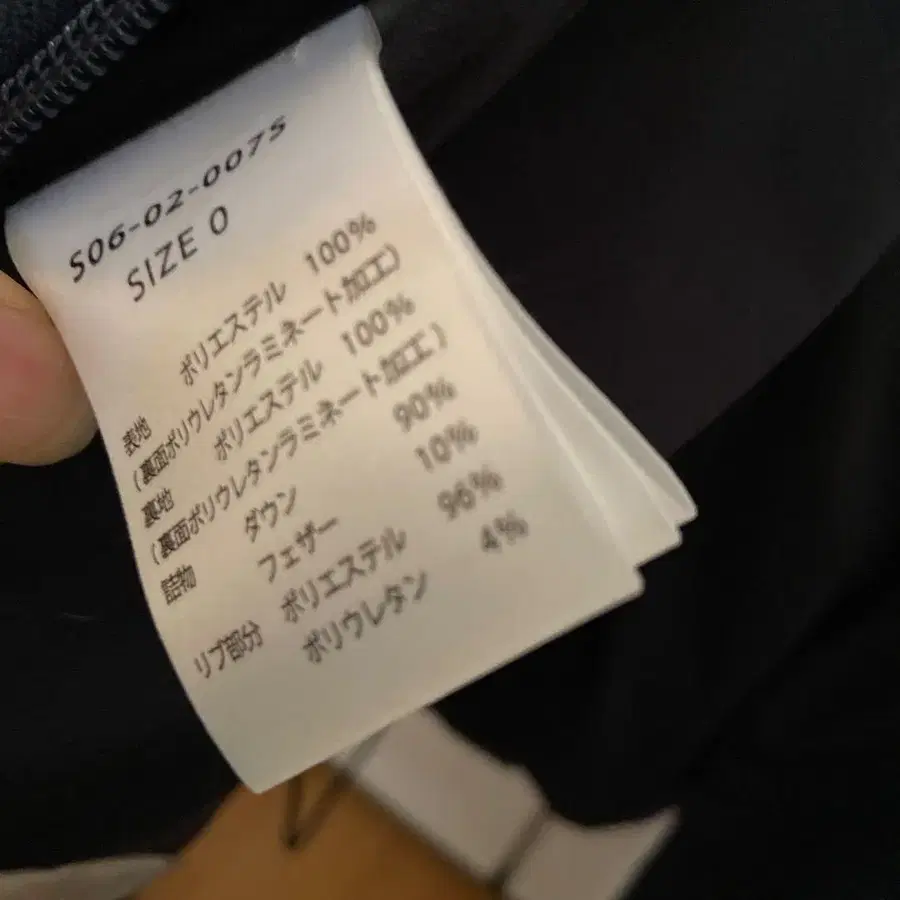 S06-02-007S
SIZE 0
表地 ポリエステル 100%
(裏面ポリウレタンラミネート加工)
裏地 ポリエステル 100%
(裏面ポリウレタンラミネート加工)
詰物 ダウン 90%
フェザー 10%
リブ部分 ポリエステル 96%
ポリウレタン 4%